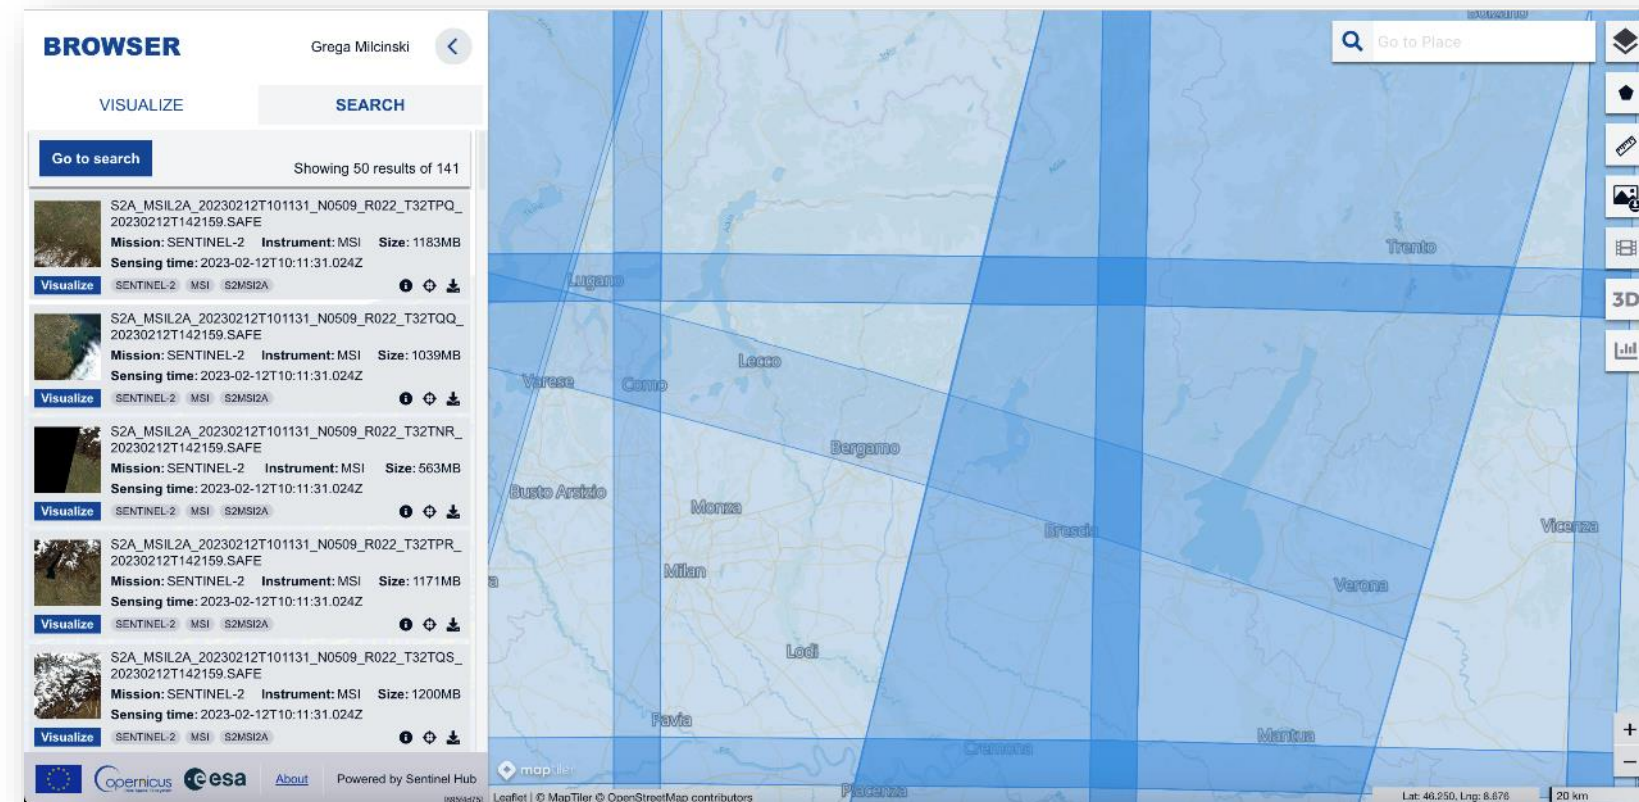 BROWSER
Grega Milcinski
VISUALIZE
SEARCH
Go to search
Showing 50 results of 141
S2A_MSIL2A_20230212T101131_N0509_R022_T32TPQ_
20230212T142159.SAFE
Mission: SENTINEL-2 Instrument: MSI Size: 1183MB
Sensing time: 2023-02-12T10:11:31.024Z
Visualize SENTINEL-2 MSI S2MSI2A
S2A_MSIL2A_20230212T101131_N0509_R022_T32TQQ_
20230212T142159.SAFE
Mission: SENTINEL-2 Instrument: MSI Size: 1039MB
Sensing time: 2023-02-12T10:11:31.024Z
Visualize SENTINEL-2 MSI S2MSI2A
S2A_MSIL2A_20230212T101131_N0509_R022_T32TNR_
20230212T142159.SAFE
Mission: SENTINEL-2 Instrument: MSI Size: 563MB
Sensing time: 2023-02-12T10:11:31.024Z
Visualize SENTINEL-2 MSI S2MSI2A
S2A_MSIL2A_20230212T101131_N0509_R022_T32TPR_
20230212T142159.SAFE
Mission: SENTINEL-2 Instrument: MSI Size: 1171MB
Sensing time: 2023-02-12T10:11:31.024Z
Visualize SENTINEL-2 MSI S2MSI2A
S2A_MSIL2A_20230212T101131_N0509_R022_T32TQS_
20230212T142159.SAFE
Mission: SENTINEL-2 Instrument: MSI Size: 1200MB
Sensing time: 2023-02-12T10:11:31.024Z
Visualize SENTINEL-2 MSI S2MSI2A
opernicus esa About Powered by Sentinel Hub
Bolzano
Go to Place
Trento
Lugano
3D
Lecco
Varese
Como
Bergamo
Busto Arsizio
Monza
Vicenza
Brescia
Milan
Verona
Lodi
Pavia
Mantua
Cremona
maptiler
Piacenza
Leaflet | © MapTiler © OpenStreetMap contributors
Lat: 46.250, Lng: 8.676
20 km